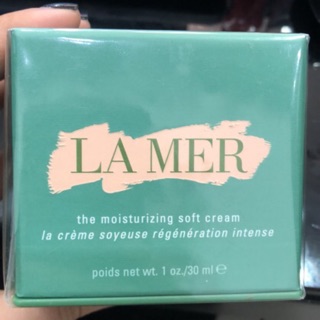 LA MER
the moisturizing soft cream
la crème soyeuse régénération intense
poids net wt. 1 oz./30 ml ℮